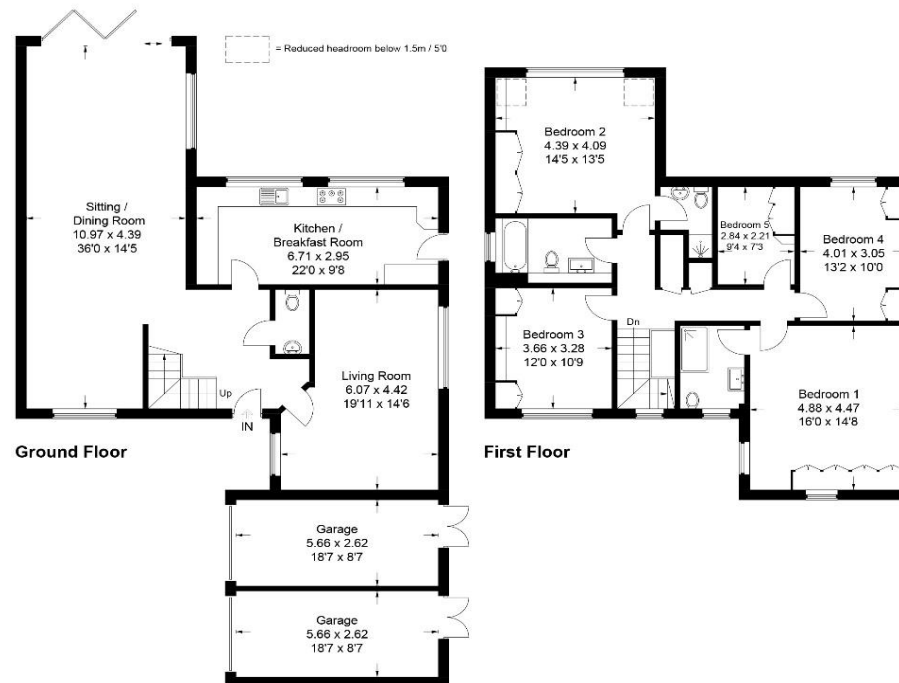 = Reduced headroom below 1.5m / 5'0
Sitting /
Dining Room
10.97 x 4.39
36'0 x 14'5
Kitchen /
Breakfast Room
6.71 x 2.95
22'0 x 9'8
Living Room
6.07 x 4.42
19'11 x 14'6
Up
IN
Ground Floor
Garage
5.66 x 2.62
18'7 x 8'7
Garage
5.66 x 2.62
18'7 x 8'7
Bedroom 2
4.39 x 4.09
14'5 x 13'5
Bedroom 5
2.84 x 2.21
9'4 x 7'3
Bedroom 4
4.01 x 3.05
13'2 x 10'0
Bedroom 3
3.66 x 3.28
12'0 x 10'9
Dn
Bedroom 1
4.88 x 4.47
16'0 x 14'8
First Floor